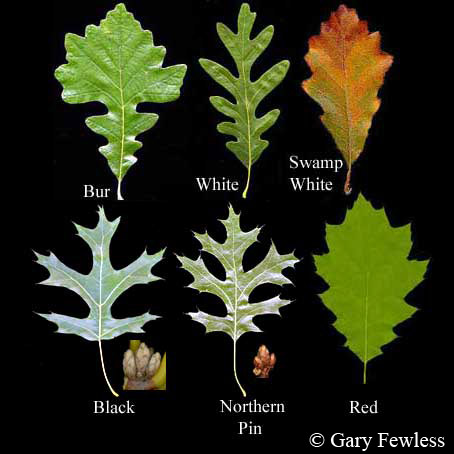 Bur
White
Swamp
White
Black
Northern
Pin
Red
© Gary Fewless